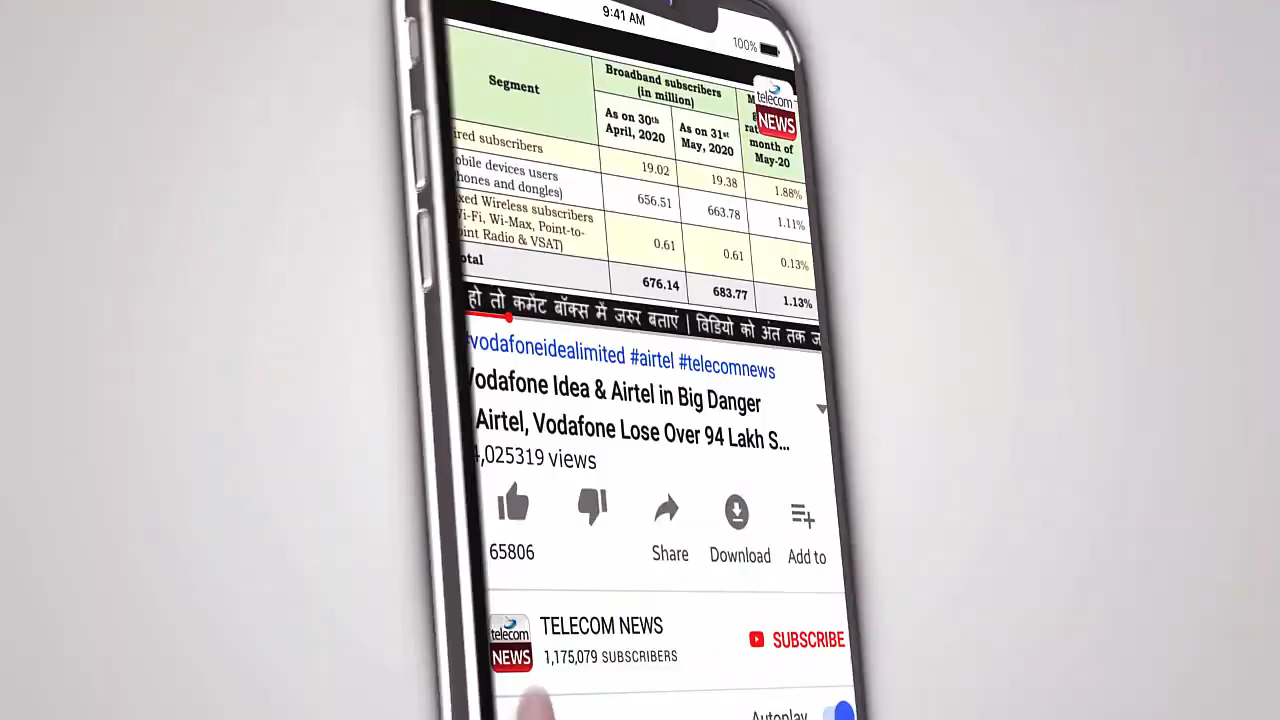 9:41 AM
100%
Segment
Broadband subscribers
(in million)
As on 30th
April, 2020
As on 31st
May, 2020
month of
May-20
telecom
NEWS
ired subscribers
19.02
19.38
1.88%
obile devices users
hones and dongles)
656.51
663.78
1.11%
xed Wireless subscribers
Wi-Fi, Wi-Max, Point-to-
oint Radio & VSAT)
0.61
0.61
0.13%
otal
676.14
683.77
1.13%
हो तो कमेंट बॉक्स में जरुर बताएं | विडियो को अंत तक ज
#vodafoneidealimited #airtel #telecomnews
Vodafone Idea & Airtel in Big Danger
Airtel, Vodafone Lose Over 94 Lakh S...
4,025319 views
65806
Share
Download
Add to
telecom
NEWS
TELECOM NEWS
1,175,079 SUBSCRIBERS
SUBSCRIBE
Autoplay